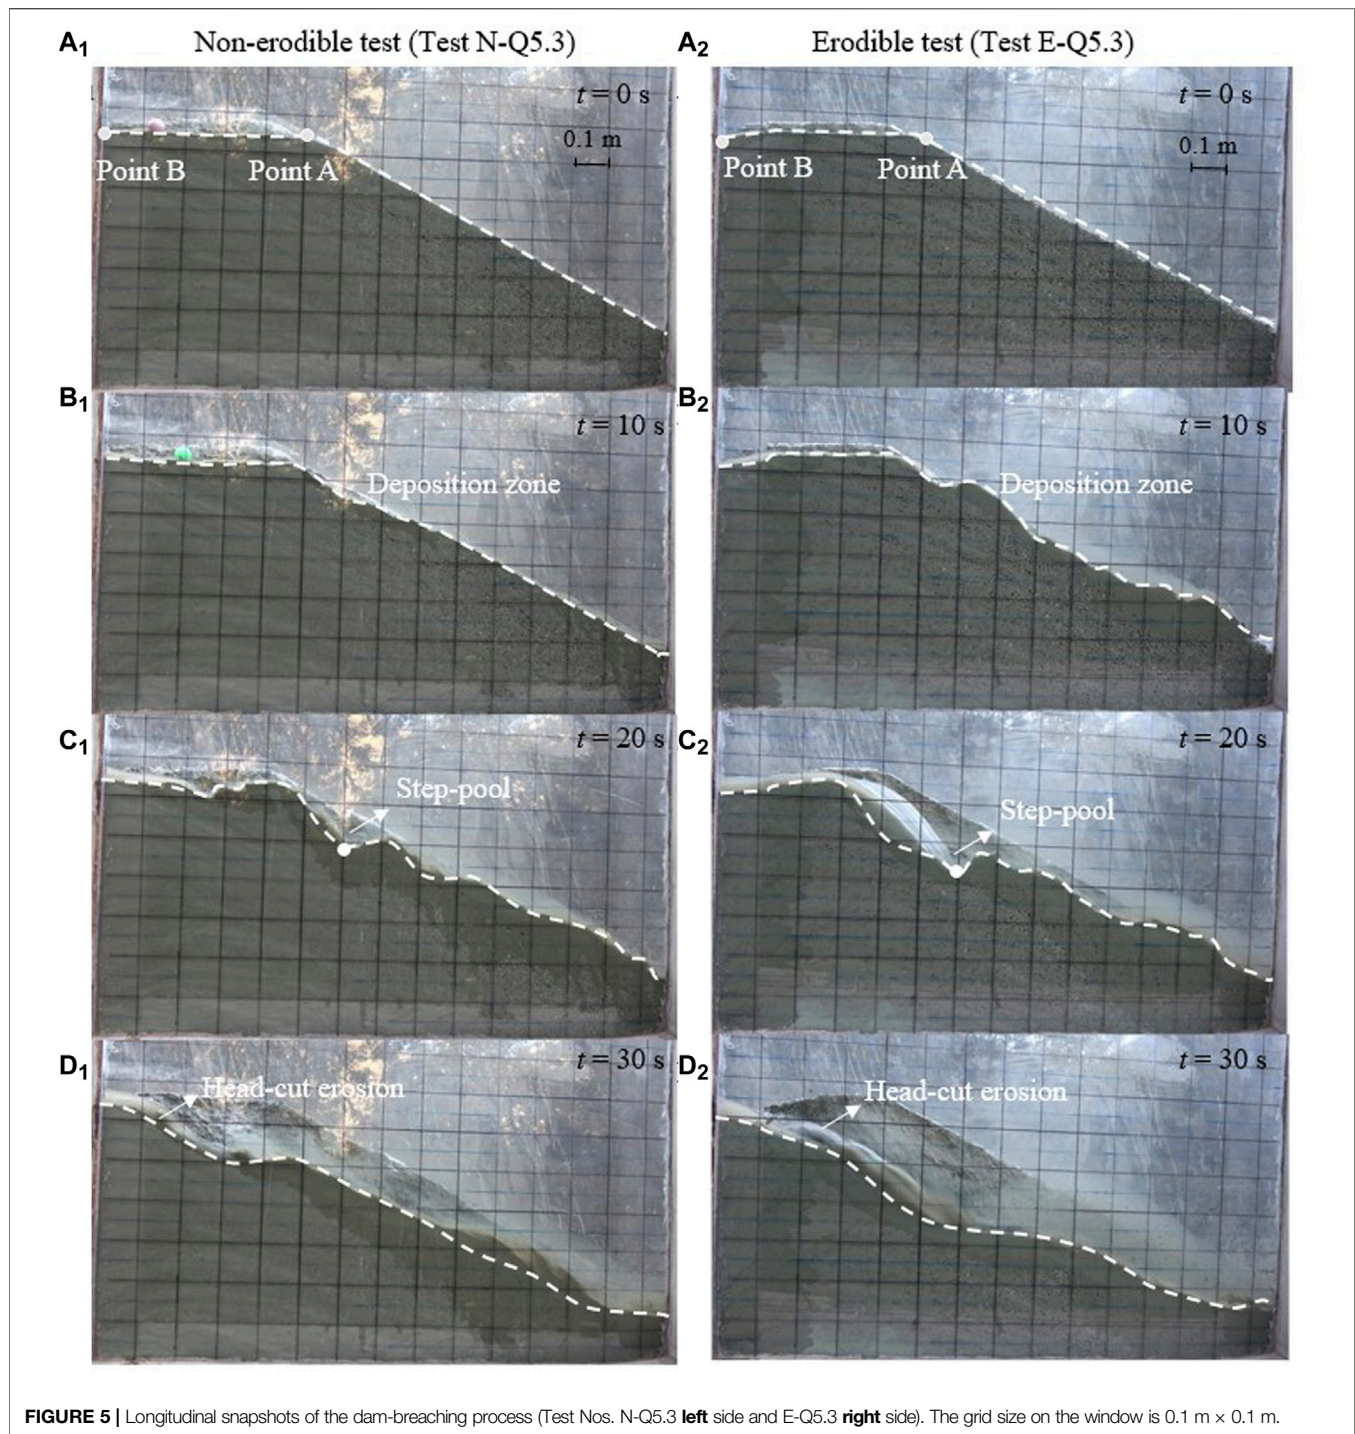 A1 Non-erodible test (Test N-Q5.3) A2 Erodible test (Test E-Q5.3)
t = 0 s t = 0 s
0.1 m 0.1 m
Point B Point A Point B Point A
B1 B2
t = 10 s t = 10 s
Deposition zone Deposition zone
C1 t = 20 s C2 t = 20 s
Step-pool Step-pool
D1 t = 30 s D2 t = 30 s
Head-cut erosion Head-cut erosion
FIGURE 5 | Longitudinal snapshots of the dam-breaching process (Test Nos. N-Q5.3 left side and E-Q5.3 right side). The grid size on the window is 0.1 m × 0.1 m.